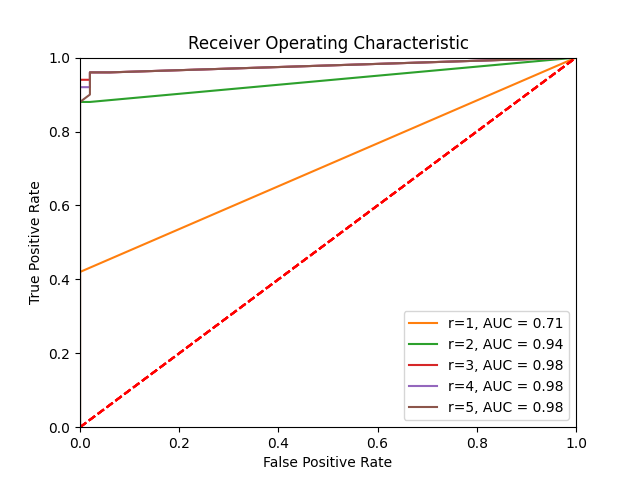 Receiver Operating Characteristic
True Positive Rate
1.0
0.8
0.6
0.4
0.2
0.0
r=1, AUC = 0.71
r=2, AUC = 0.94
r=3, AUC = 0.98
r=4, AUC = 0.98
r=5, AUC = 0.98
0.0 0.2 0.4 0.6 0.8 1.0
False Positive Rate